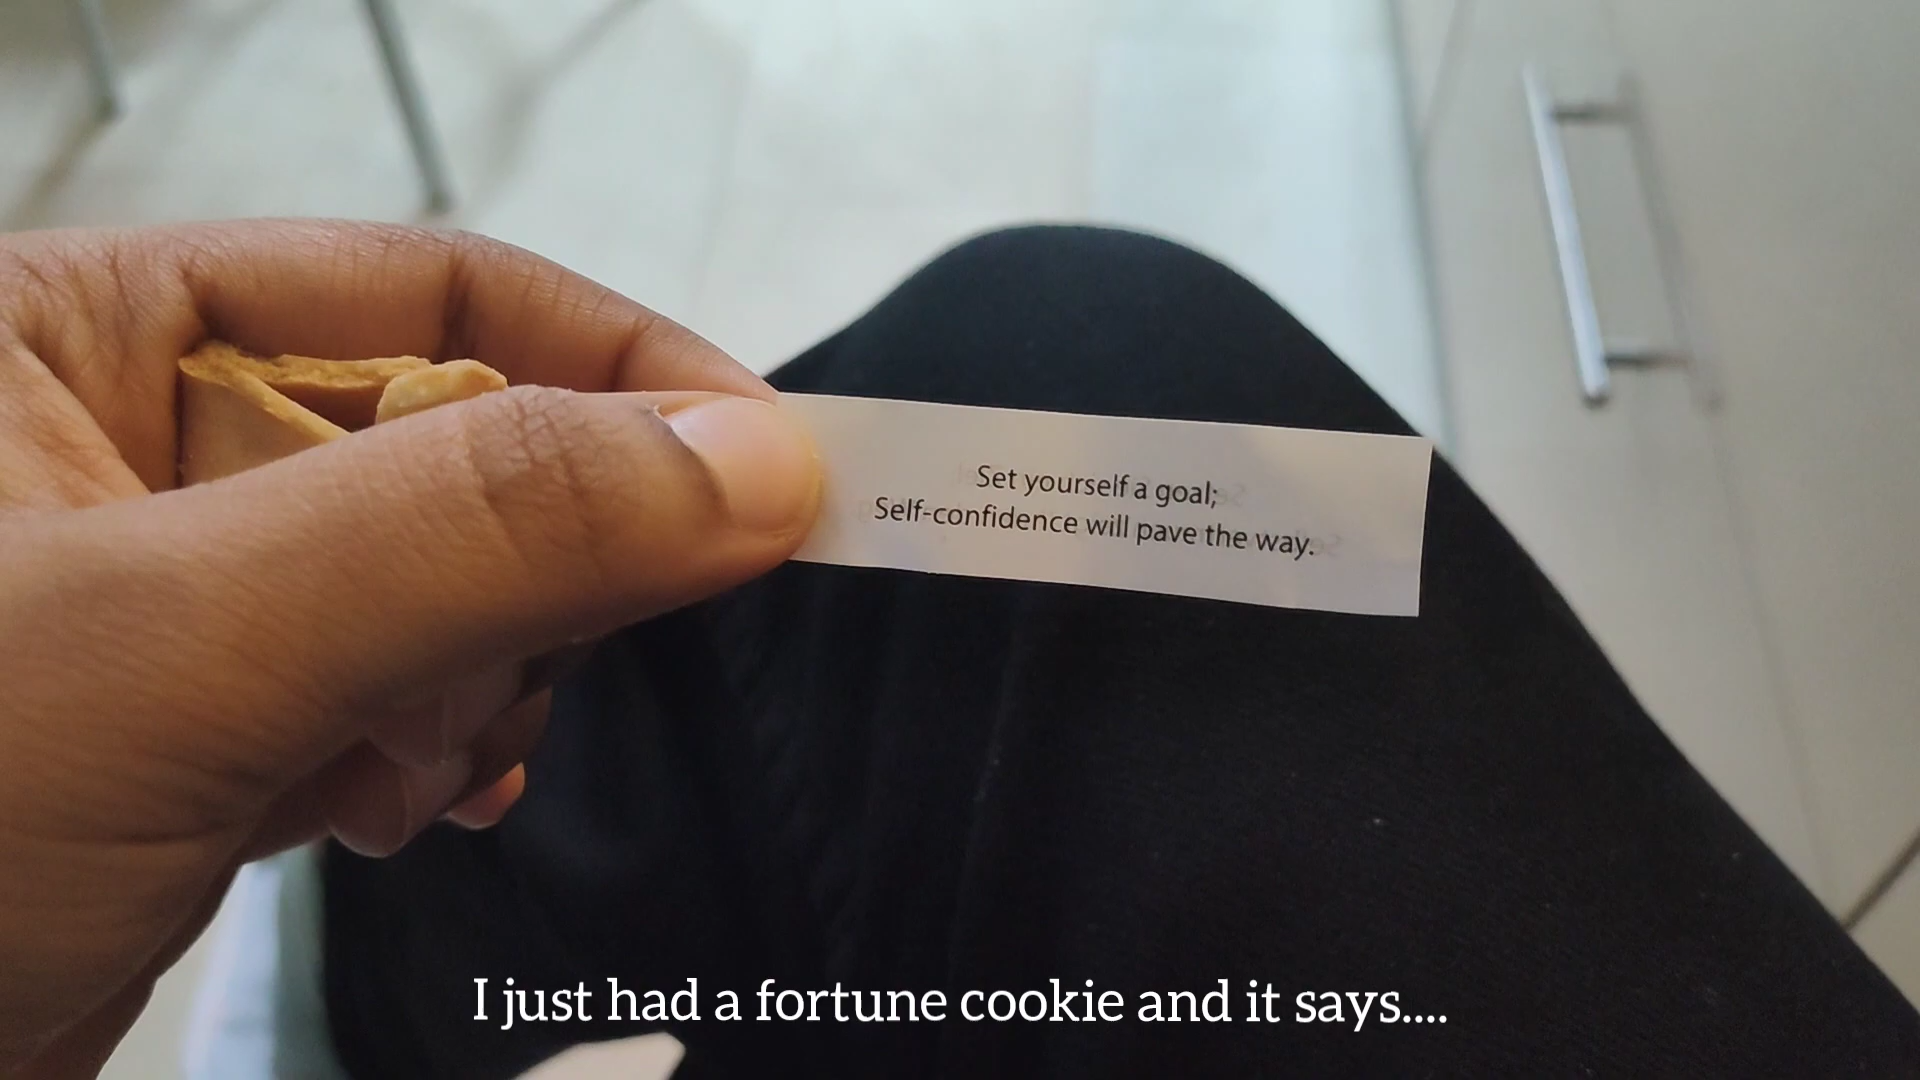 Set yourself a goal;
Self-confidence will pave the way.
I just had a fortune cookie and it says....